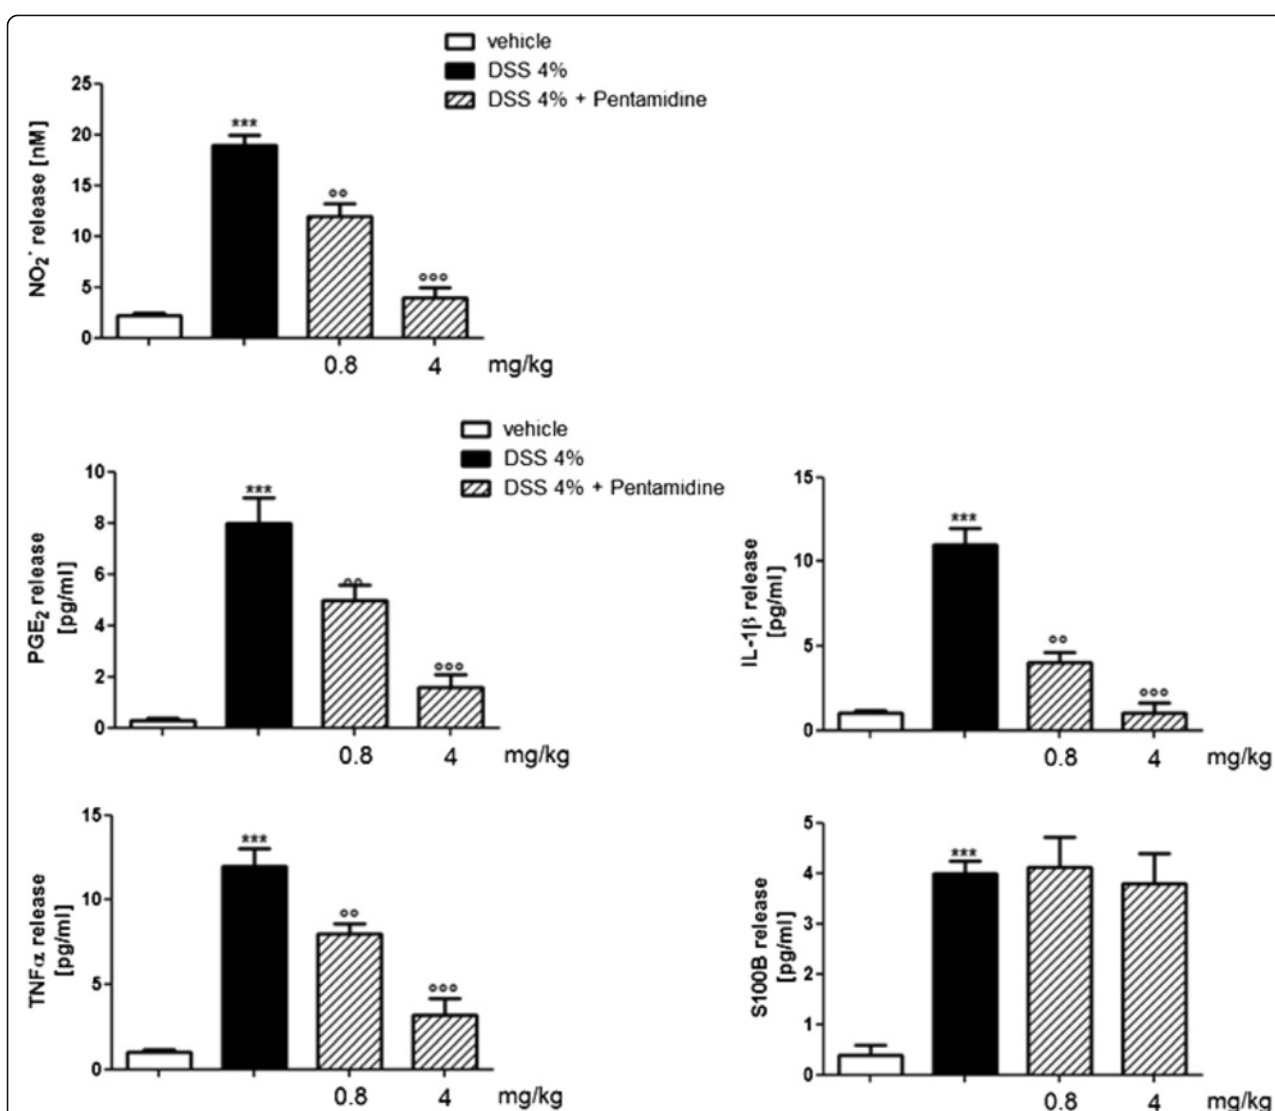 vehicle
DSS 4%
DSS 4% + Pentamidine
NO2- release [nM]
25
20
15
10
5
0
***
°°
°°°
0.8 4 mg/kg
vehicle
DSS 4%
DSS 4% + Pentamidine
PGE2 release
[pg/ml]
10
8
6
4
2
0
***
°°
°°°
0.8 4 mg/kg
IL-1β release
[pg/ml]
15
10
5
0
***
°°
°°°
0.8 4 mg/kg
TNFα release
[pg/ml]
15
10
5
0
***
°°
°°°
0.8 4 mg/kg
S100B release
[pg/ml]
5
4
3
2
1
0
***
0.8 4 mg/kg